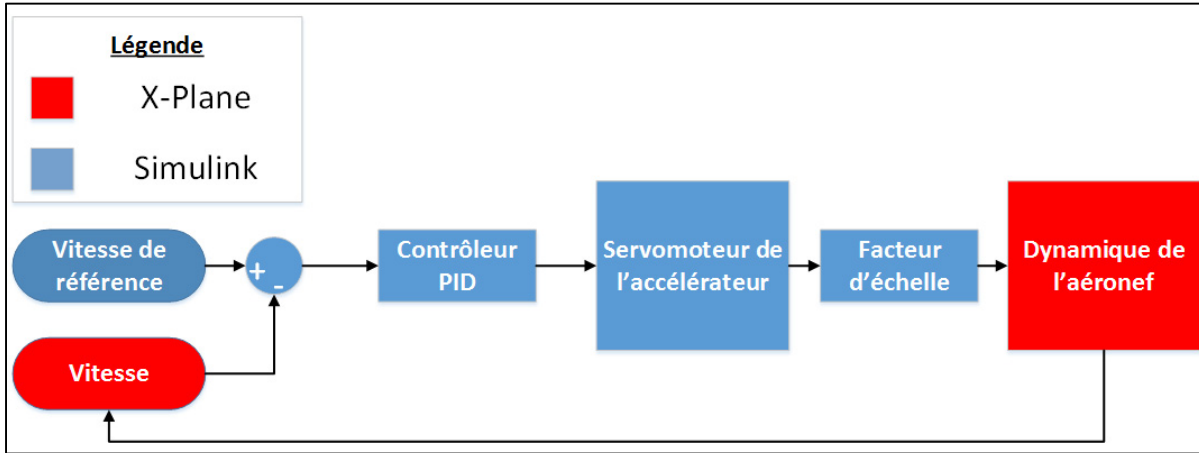 Légende
X-Plane
Simulink
Vitesse de
référence
+
-
Contrôleur
PID
Servomoteur de
l'accélérateur
Facteur
d'échelle
Dynamique de
l'aéronef
Vitesse